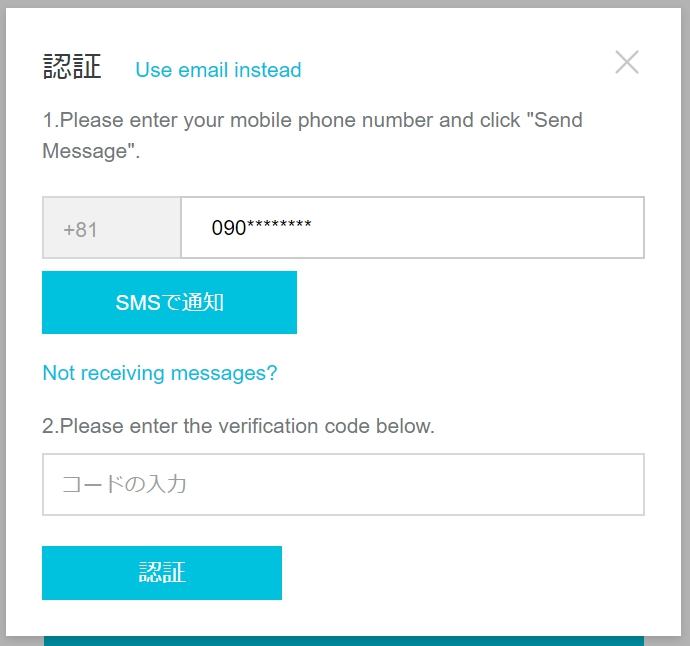 認証
Use email instead
1.Please enter your mobile phone number and click "Send
Message".
+81
090********
SMSで通知
Not receiving messages?
2.Please enter the verification code below.
コードの入力
認証